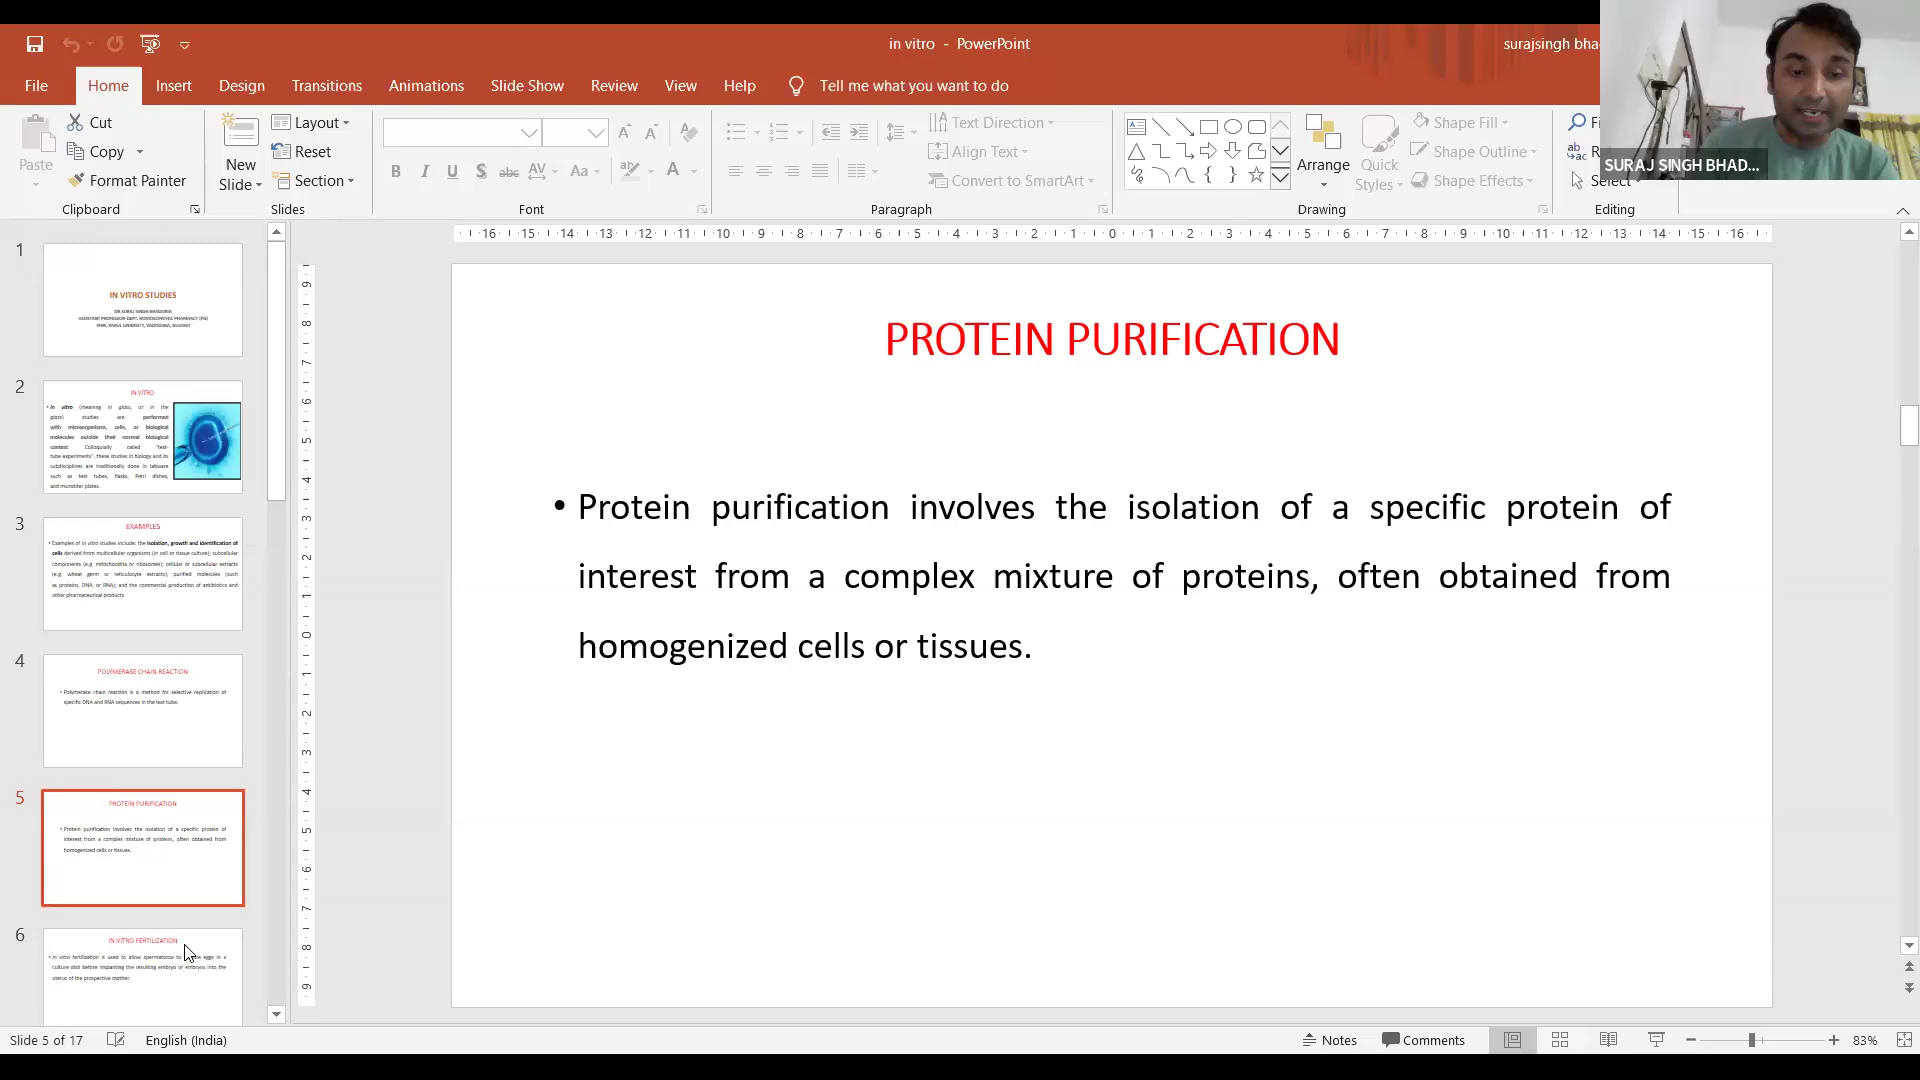 in vitro - PowerPoint
surajsingh bha
File Home Insert Design Transitions Animations Slide Show Review View Help Tell me what you want to do
Paste
Cut
Copy
Format Painter
Clipboard
New
Slide
Layout
Reset
Section
Slides
Font
Text Direction
Align Text
Convert to SmartArt
Paragraph
Arrange
Quick
Styles
Shape Fill
Shape Outline
Shape Effects
Drawing
Select
Editing
SURAJ SINGH BHAD...
1
IN VITRO STUDIES
DR SURAJ SINGH BHADORIA
2
IN VITRO
• In vitro (meaning in glass, or in the
glass) studies are performed
with microorganisms, cells, or biological
molecules outside their normal biological
context. Colloquially called "test-
tube experiments", these studies in biology and its
subdisciplines are traditionally done in labware
such as test tubes, flasks, Petri dishes,
and microtiter plates.
3
EXAMPLES
• Examples of in vitro studies include: the isolation, growth and identification of
cells derived from multicellular organisms (in cell or tissue culture); subcellular
components (e.g. mitochondria or ribosomes); cellular or subcellular extracts
(e.g. wheat germ or reticulocyte extracts); purified molecules (such
as proteins, DNA, or RNA); and the commercial production of antibiotics and
other pharmaceutical products
4
POLYMERASE CHAIN REACTION
• Polymerase chain reaction is a method for selective replication of
specific DNA and RNA sequences in the test tube.
5
PROTEIN PURIFICATION
• Protein purification involves the isolation of a specific protein of
interest from a complex mixture of proteins, often obtained from
homogenized cells or tissues.
6
IN VITRO FERTILIZATION
• In vitro fertilization is used to allow spermatozoa to eggs in a
culture dish before implanting the resulting embryo or embryos into the
uterus of the prospective mother.
PROTEIN PURIFICATION
• Protein purification involves the isolation of a specific protein of
interest from a complex mixture of proteins, often obtained from
homogenized cells or tissues.
Slide 5 of 17 English (India) Notes Comments 83%